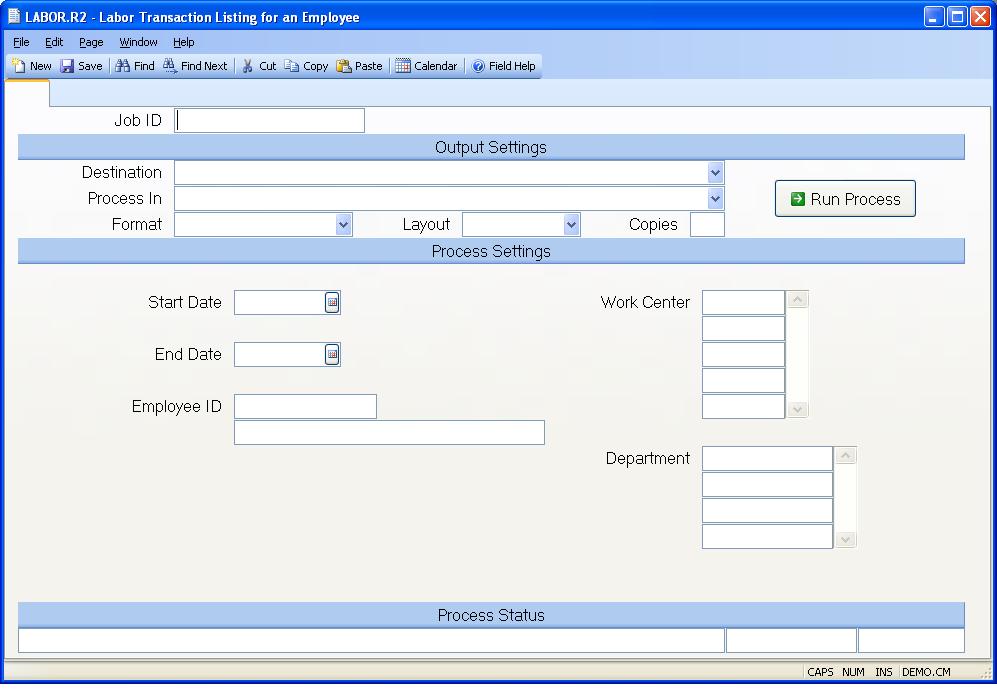 LABOR.R2 - Labor Transaction Listing for an Employee
File Edit Page Window Help
New Save Find Find Next Cut Copy Paste Calendar Field Help
Job ID
Output Settings
Destination
Process In
Run Process
Format Layout Copies
Process Settings
Start Date Work Center
End Date
Employee ID
Department
Process Status
CAPS NUM INS DEMO.CM